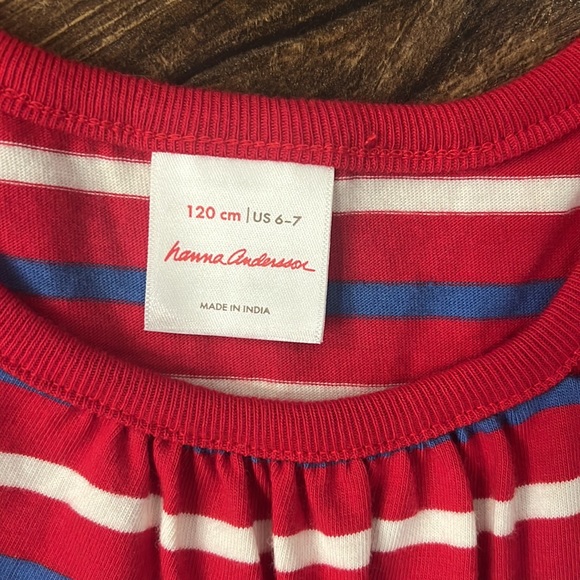 120 cm | US 6–7
hanna andersson
MADE IN INDIA